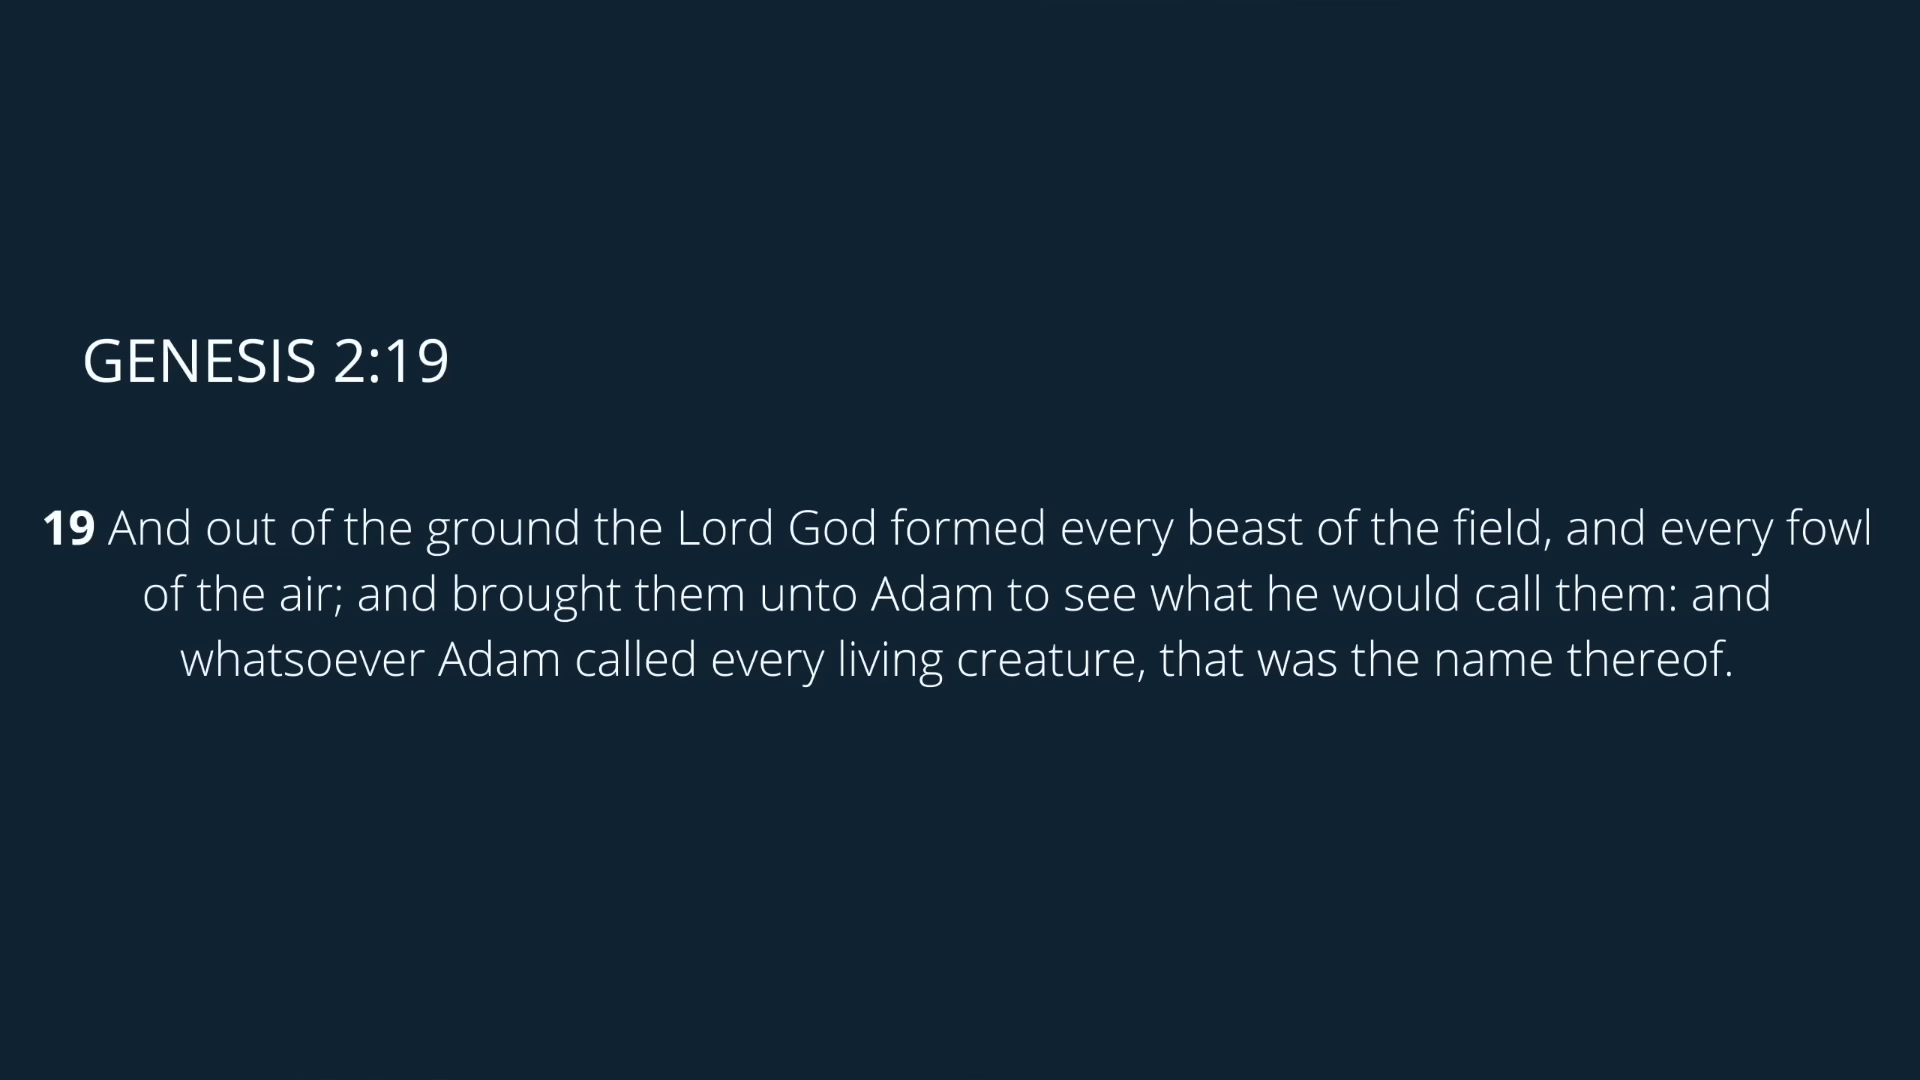 GENESIS 2:19
19 And out of the ground the Lord God formed every beast of the field, and every fowl
of the air; and brought them unto Adam to see what he would call them: and
whatsoever Adam called every living creature, that was the name thereof.